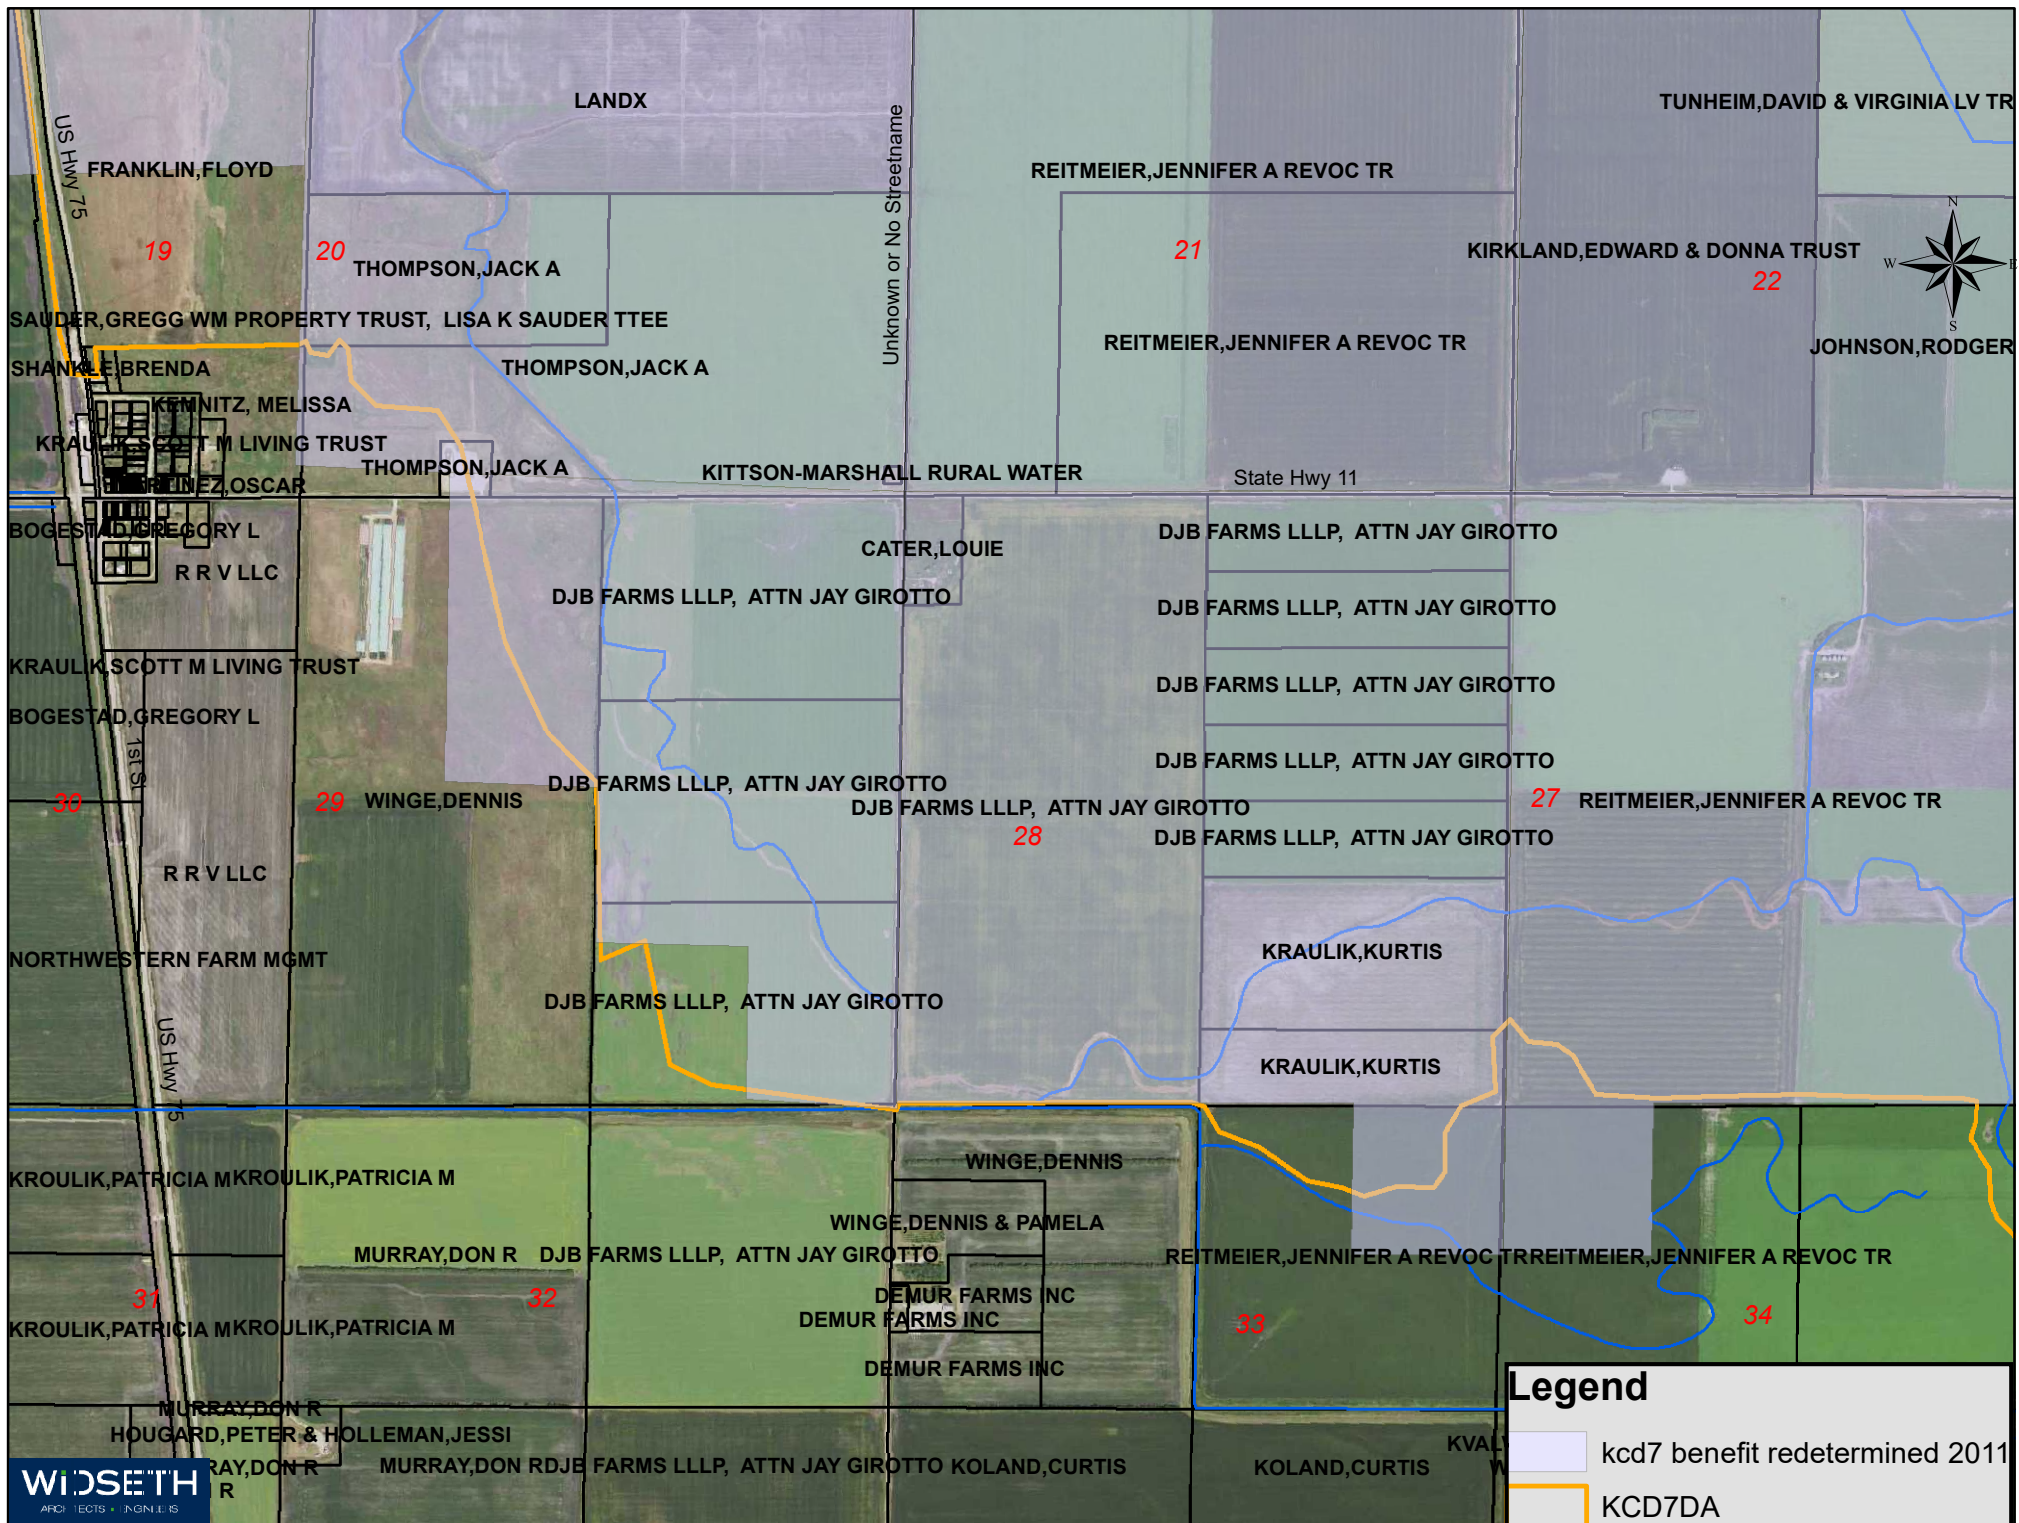 LANDX
TUNHEIM,DAVID & VIRGINIA LV TR
US Hwy 75
FRANKLIN,FLOYD
Unknown or No Streetname
REITMEIER,JENNIFER A REVOC TR
N
19
20
THOMPSON,JACK A
21
KIRKLAND,EDWARD & DONNA TRUST
22
W
E
S
SAUDER,GREGG WM PROPERTY TRUST, LISA K SAUDER TTEE
REITMEIER,JENNIFER A REVOC TR
JOHNSON,RODGER
SHANKLE,BRENDA
THOMPSON,JACK A
KEMNITZ, MELISSA
KRAULIK,SCOTT M LIVING TRUST
THOMPSON,JACK A
KITTSON-MARSHALL RURAL WATER
State Hwy 11
OSCAR
BOGESTAD,GREGORY L
DJB FARMS LLLP, ATTN JAY GIROTTO
CATER,LOUIE
R R V LLC
DJB FARMS LLLP, ATTN JAY GIROTTO
DJB FARMS LLLP, ATTN JAY GIROTTO
KRAULIK,SCOTT M LIVING TRUST
DJB FARMS LLLP, ATTN JAY GIROTTO
BOGESTAD,GREGORY L
1st St
DJB FARMS LLLP, ATTN JAY GIROTTO
30
29
WINGE,DENNIS
DJB FARMS LLLP, ATTN JAY GIROTTO
DJB FARMS LLLP, ATTN JAY GIROTTO
27
REITMEIER,JENNIFER A REVOC TR
28
DJB FARMS LLLP, ATTN JAY GIROTTO
R R V LLC
NORTHWESTERN FARM MGMT
KRAULIK,KURTIS
DJB FARMS LLLP, ATTN JAY GIROTTO
US Hwy 75
KRAULIK,KURTIS
WINGE,DENNIS
KROULIK,PATRICIA M
KROULIK,PATRICIA M
WINGE,DENNIS & PAMELA
MURRAY,DON R
DJB FARMS LLLP, ATTN JAY GIROTTO
REITMEIER,JENNIFER A REVOC TR
REITMEIER,JENNIFER A REVOC TR
31
32
DEMUR FARMS INC
DEMUR FARMS INC
33
34
KROULIK,PATRICIA M
KROULIK,PATRICIA M
DEMUR FARMS INC
Legend
MURRAY,DON R
HOUGARD,PETER & HOLLEMAN,JESSI
kcd7 benefit redetermined 2011
RAY,DON R
MURRAY,DON R
DJB FARMS LLLP, ATTN JAY GIROTTO
KOLAND,CURTIS
KOLAND,CURTIS
R
WIDSETH
ARCHITECTS • ENGINEERS
KCD7DA